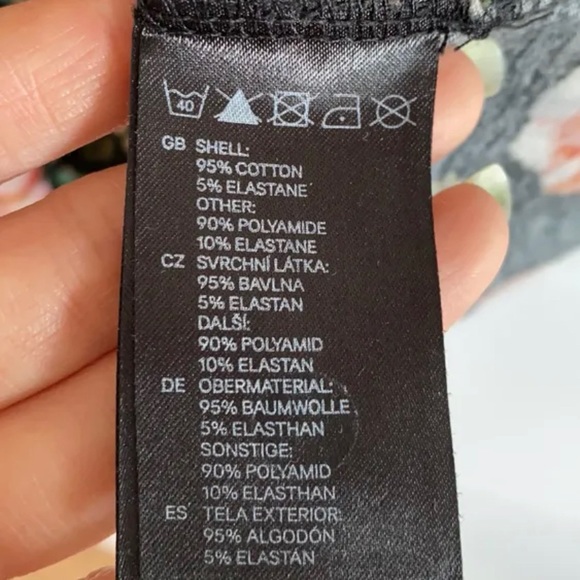 40
GB SHELL:
95% COTTON
5% ELASTANE
OTHER:
90% POLYAMIDE
10% ELASTANE
CZ SVRCHNÍ LÁTKA:
95% BAVLNA
5% ELASTAN
DALŠÍ:
90% POLYAMID
10% ELASTAN
DE OBERMATERIAL:
95% BAUMWOLLE
5% ELASTHAN
SONSTIGE:
90% POLYAMID
10% ELASTHAN
ES TELA EXTERIOR:
95% ALGODÓN
5% ELASTÁN